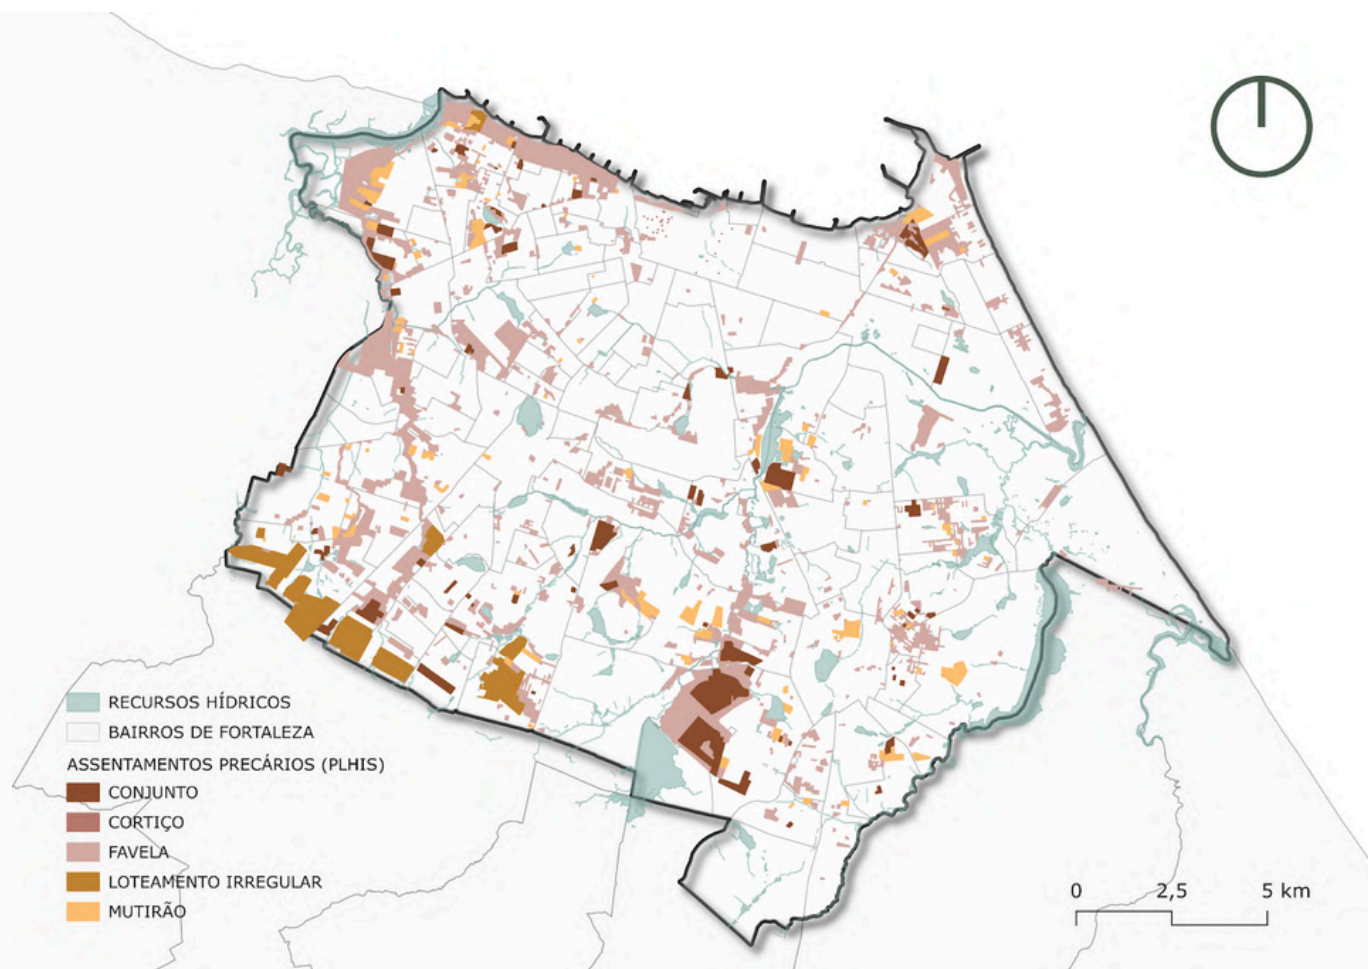 RECURSOS HÍDRICOS
BAIRROS DE FORTALEZA
ASSENTAMENTOS PRECÁRIOS (PLHIS)
CONJUNTO
CORTIÇO
FAVELA
LOTEAMENTO IRREGULAR
MUTIRÃO
0 2,5 5 km